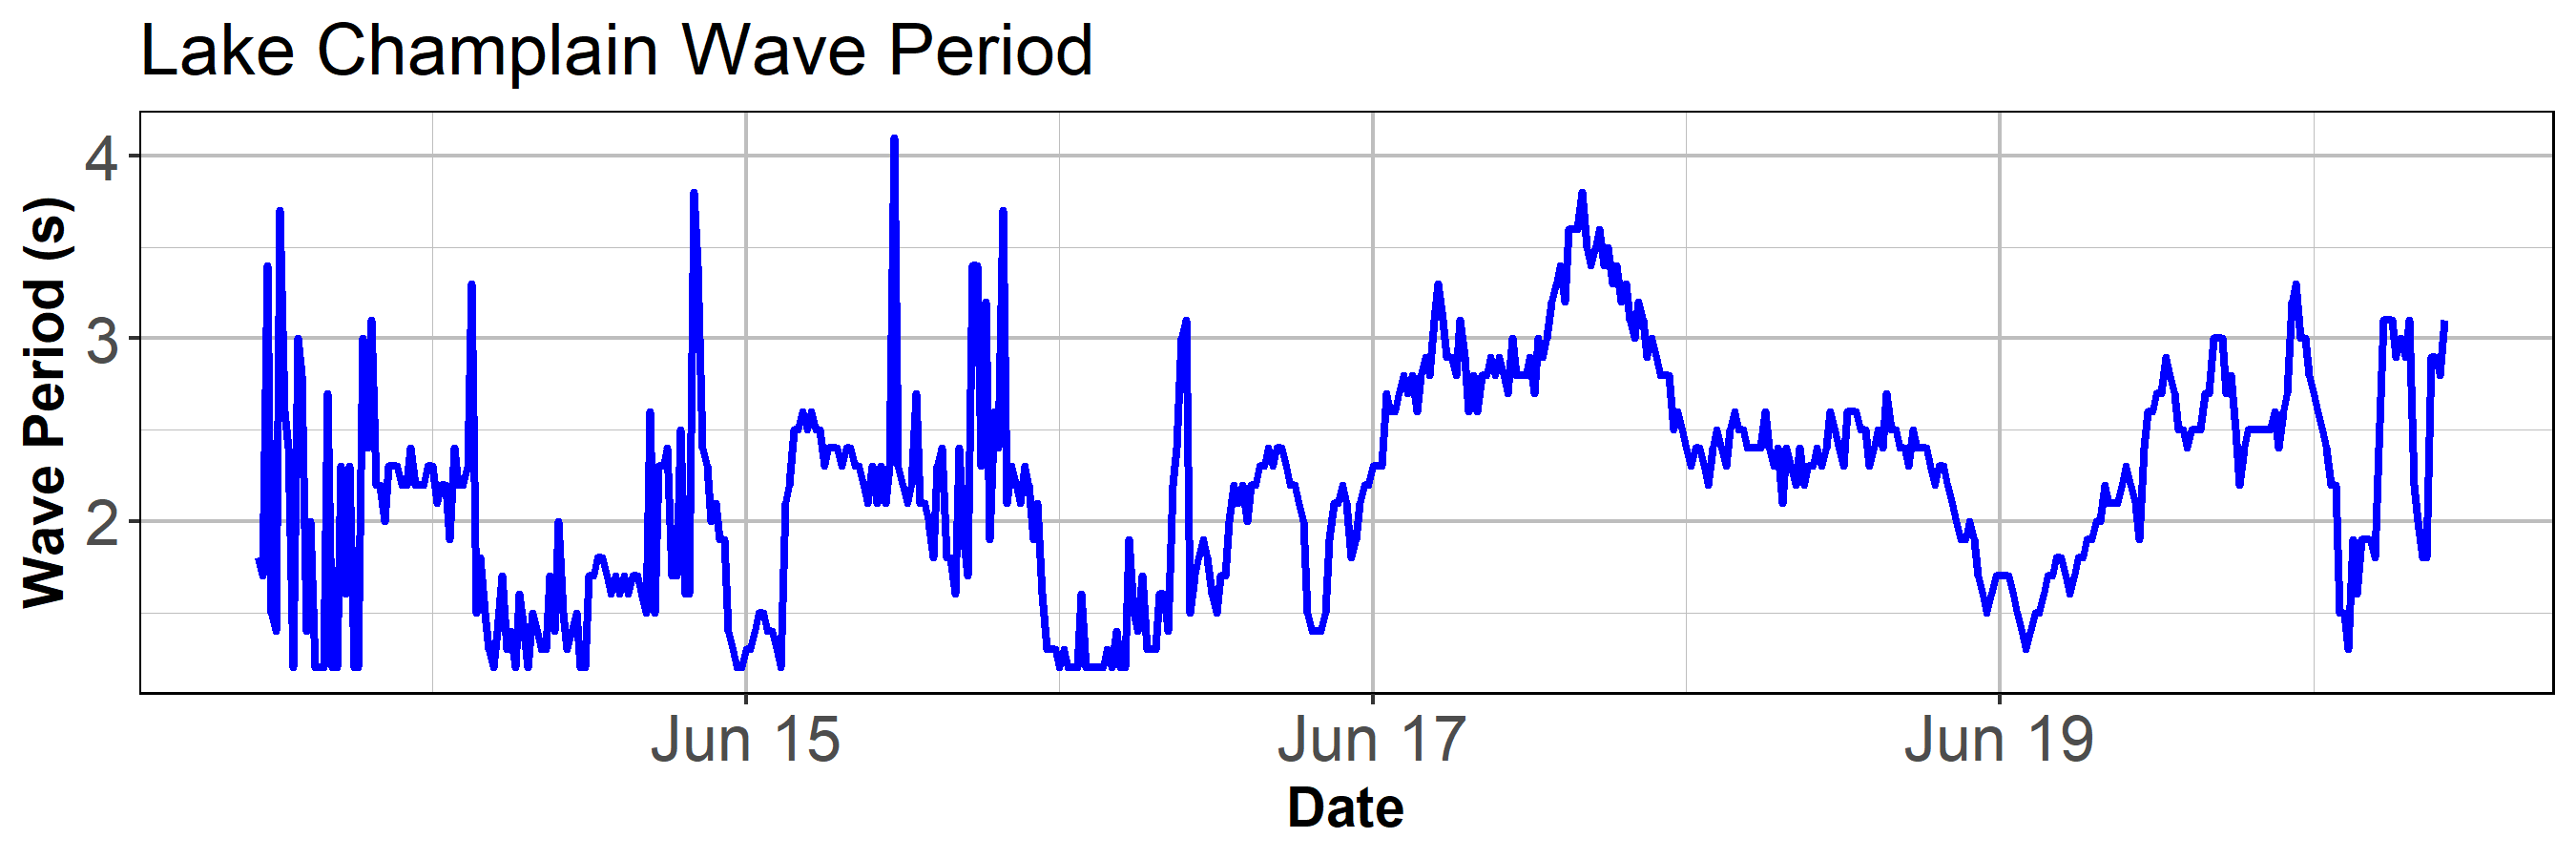 Lake Champlain Wave Period
Wave Period (s)
4
3
2
Jun 15
Jun 17
Jun 19
Date